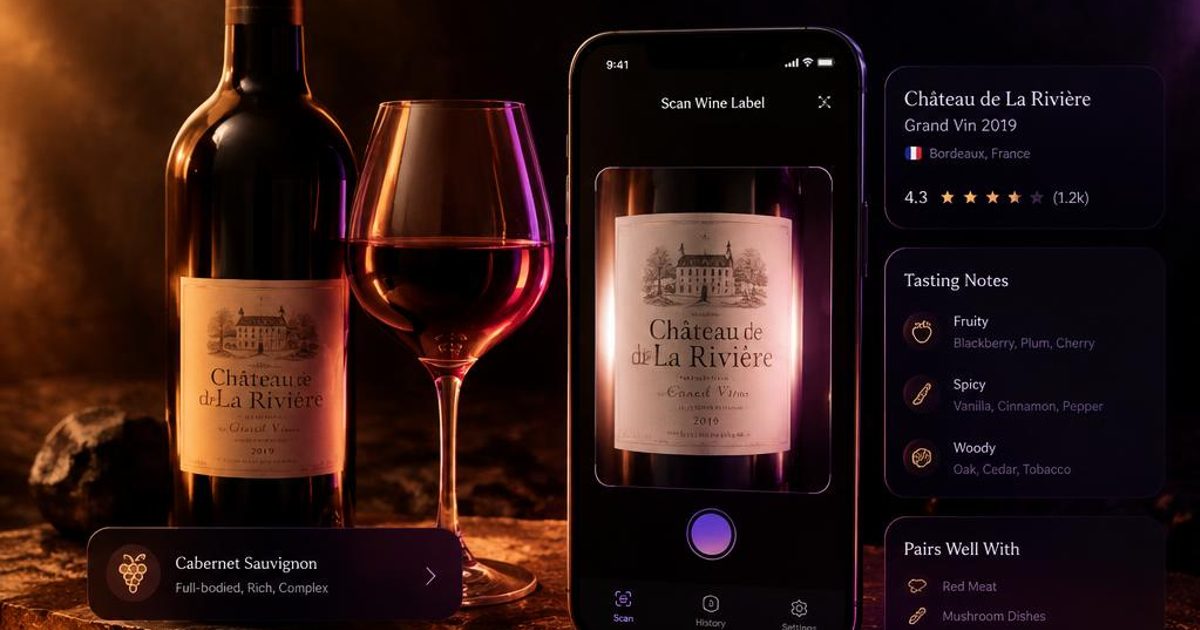 Château de
de La Rivière
2019
Cabernet Sauvignon
Full-bodied, Rich, Complex
9:41
Scan Wine Label
Château de
de La Rivière
2019
Scan
History
Settings
Château de La Rivière
Grand Vin 2019
Bordeaux, France
4.3
(1.2k)
Tasting Notes
Fruity
Blackberry, Plum, Cherry
Spicy
Vanilla, Cinnamon, Pepper
Woody
Oak, Cedar, Tobacco
Pairs Well With
Red Meat
Mushroom Dishes